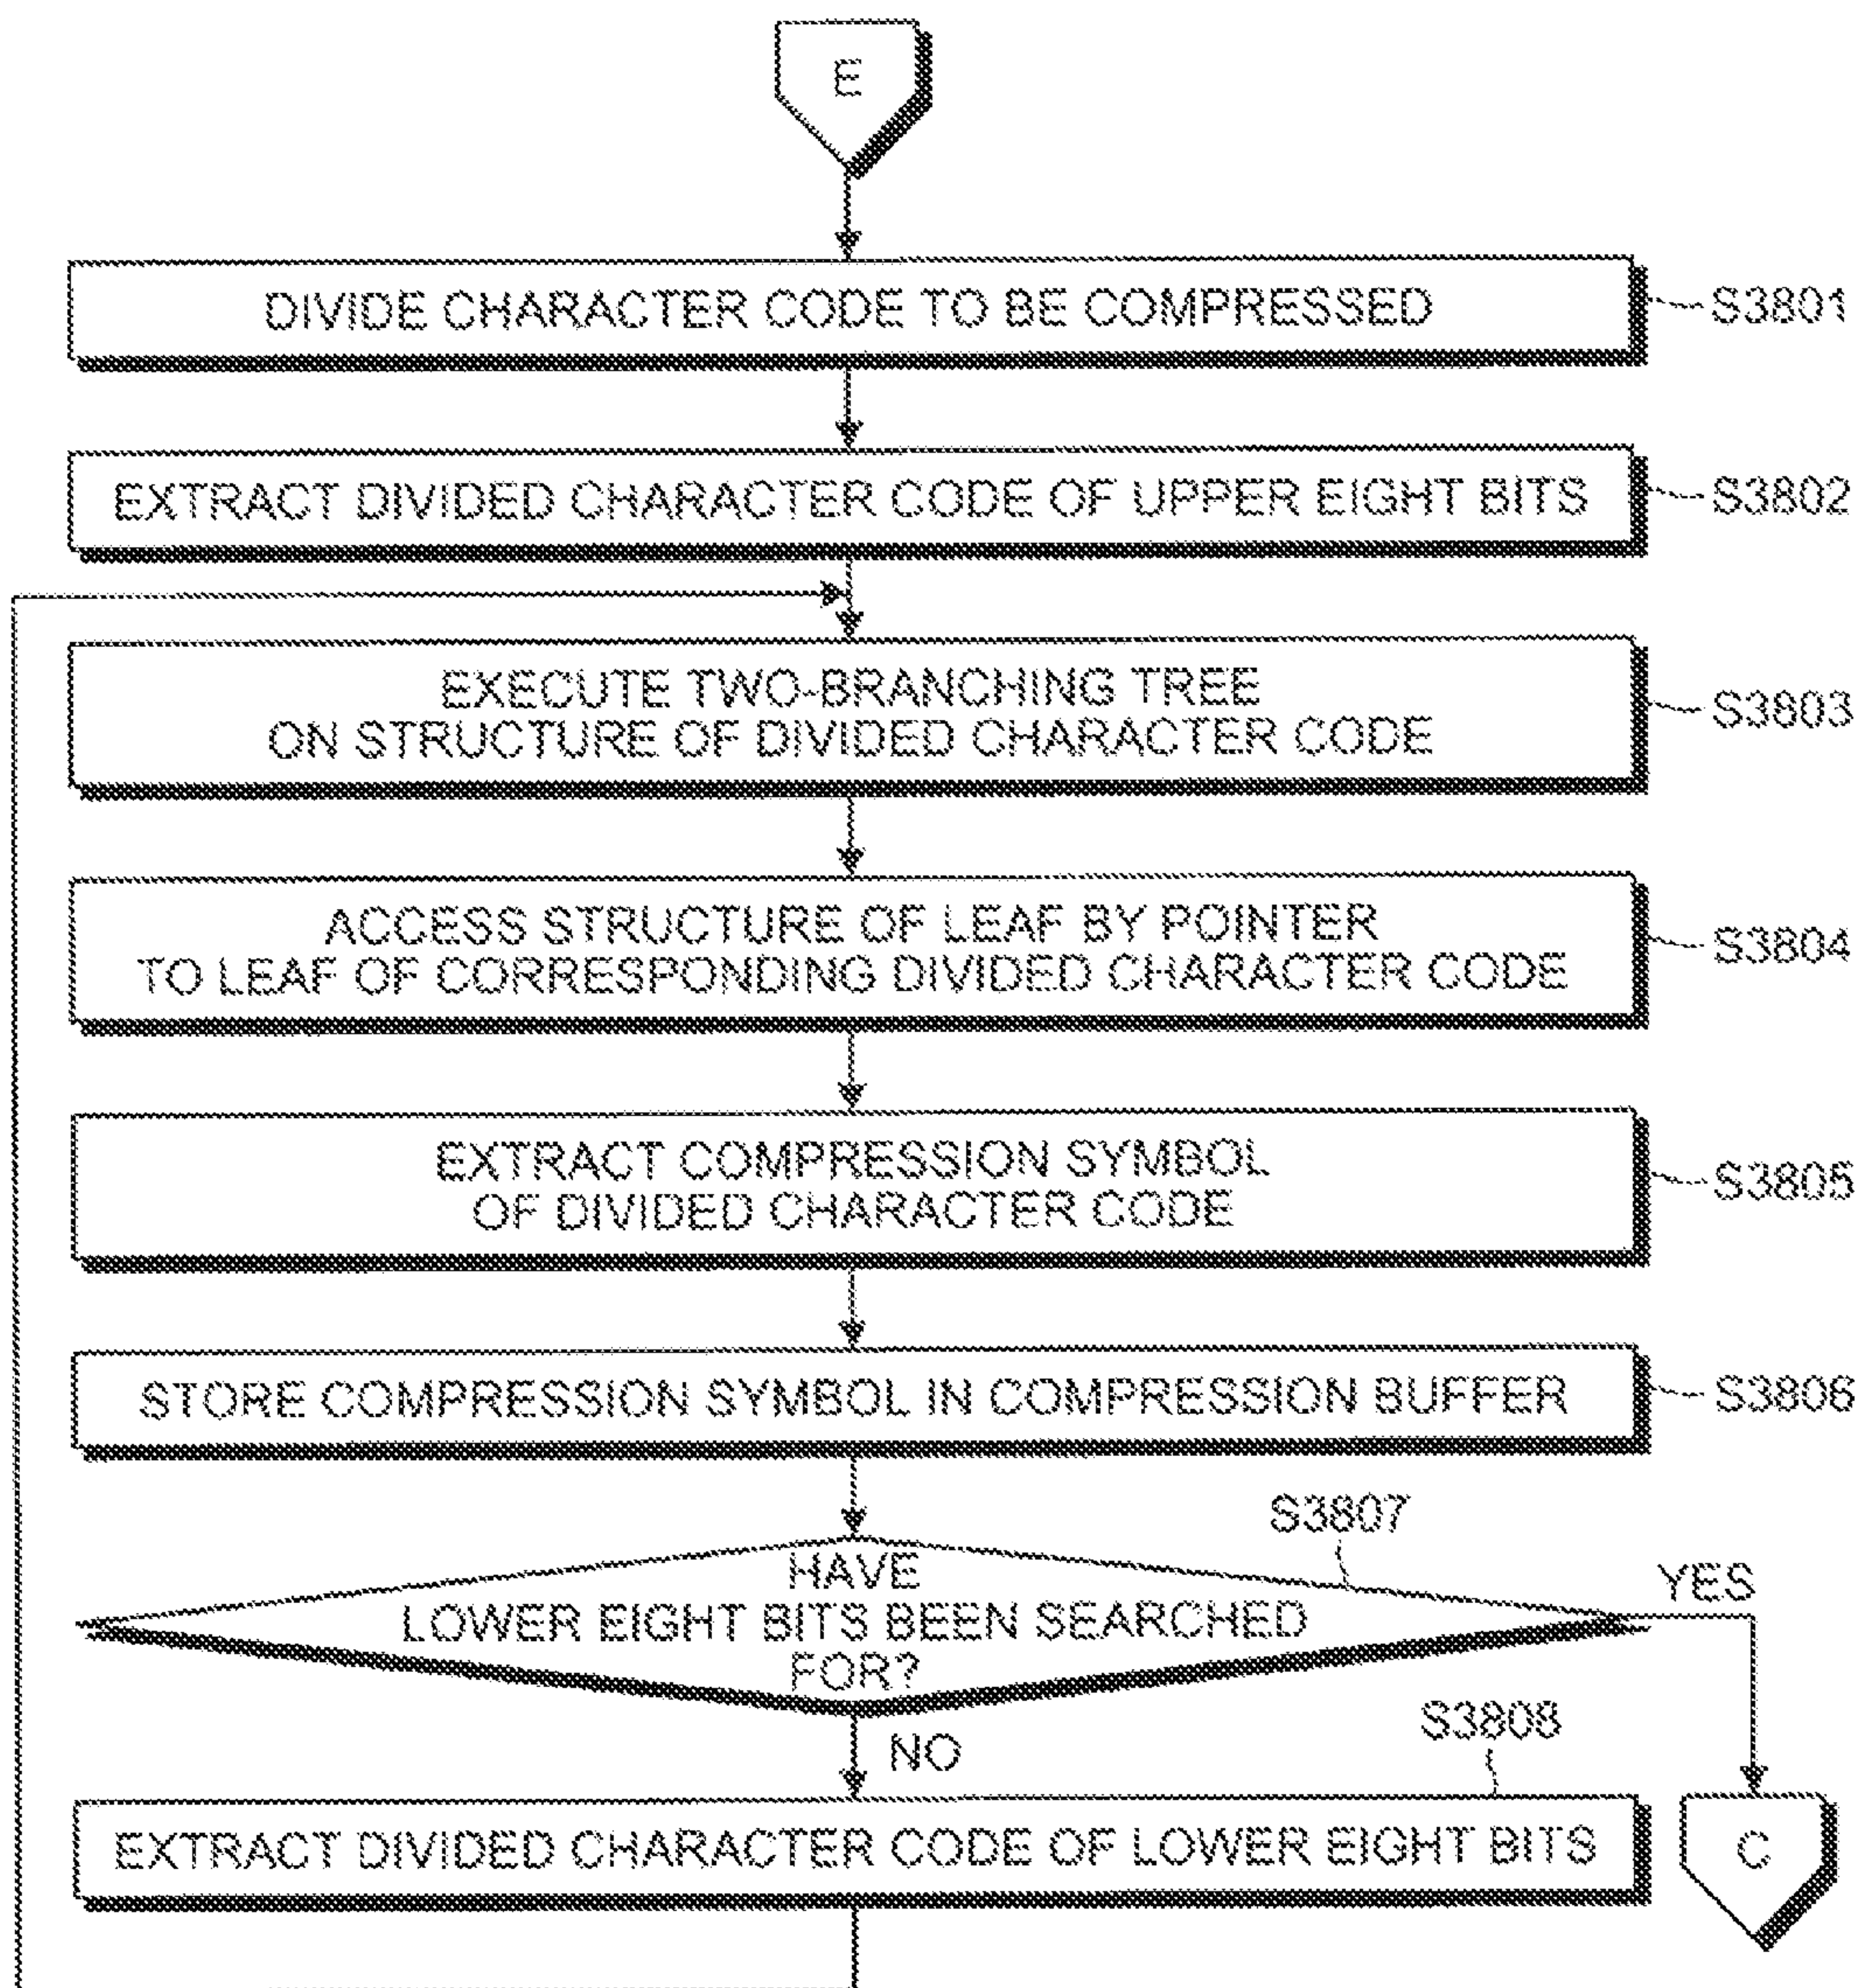 E
DIVIDE CHARACTER CODE TO BE COMPRESSED
S3801
EXTRACT DIVIDED CHARACTER CODE OF UPPER EIGHT BITS
S3802
EXECUTE TWO-BRANCHING TREE
ON STRUCTURE OF DIVIDED CHARACTER CODE
S3803
ACCESS STRUCTURE OF LEAF BY POINTER
TO LEAF OF CORRESPONDING DIVIDED CHARACTER CODE
S3804
EXTRACT COMPRESSION SYMBOL
OF DIVIDED CHARACTER CODE
S3805
STORE COMPRESSION SYMBOL IN COMPRESSION BUFFER
S3806
S3807
HAVE
LOWER EIGHT BITS BEEN SEARCHED
FOR?
YES
NO
S3808
EXTRACT DIVIDED CHARACTER CODE OF LOWER EIGHT BITS
C